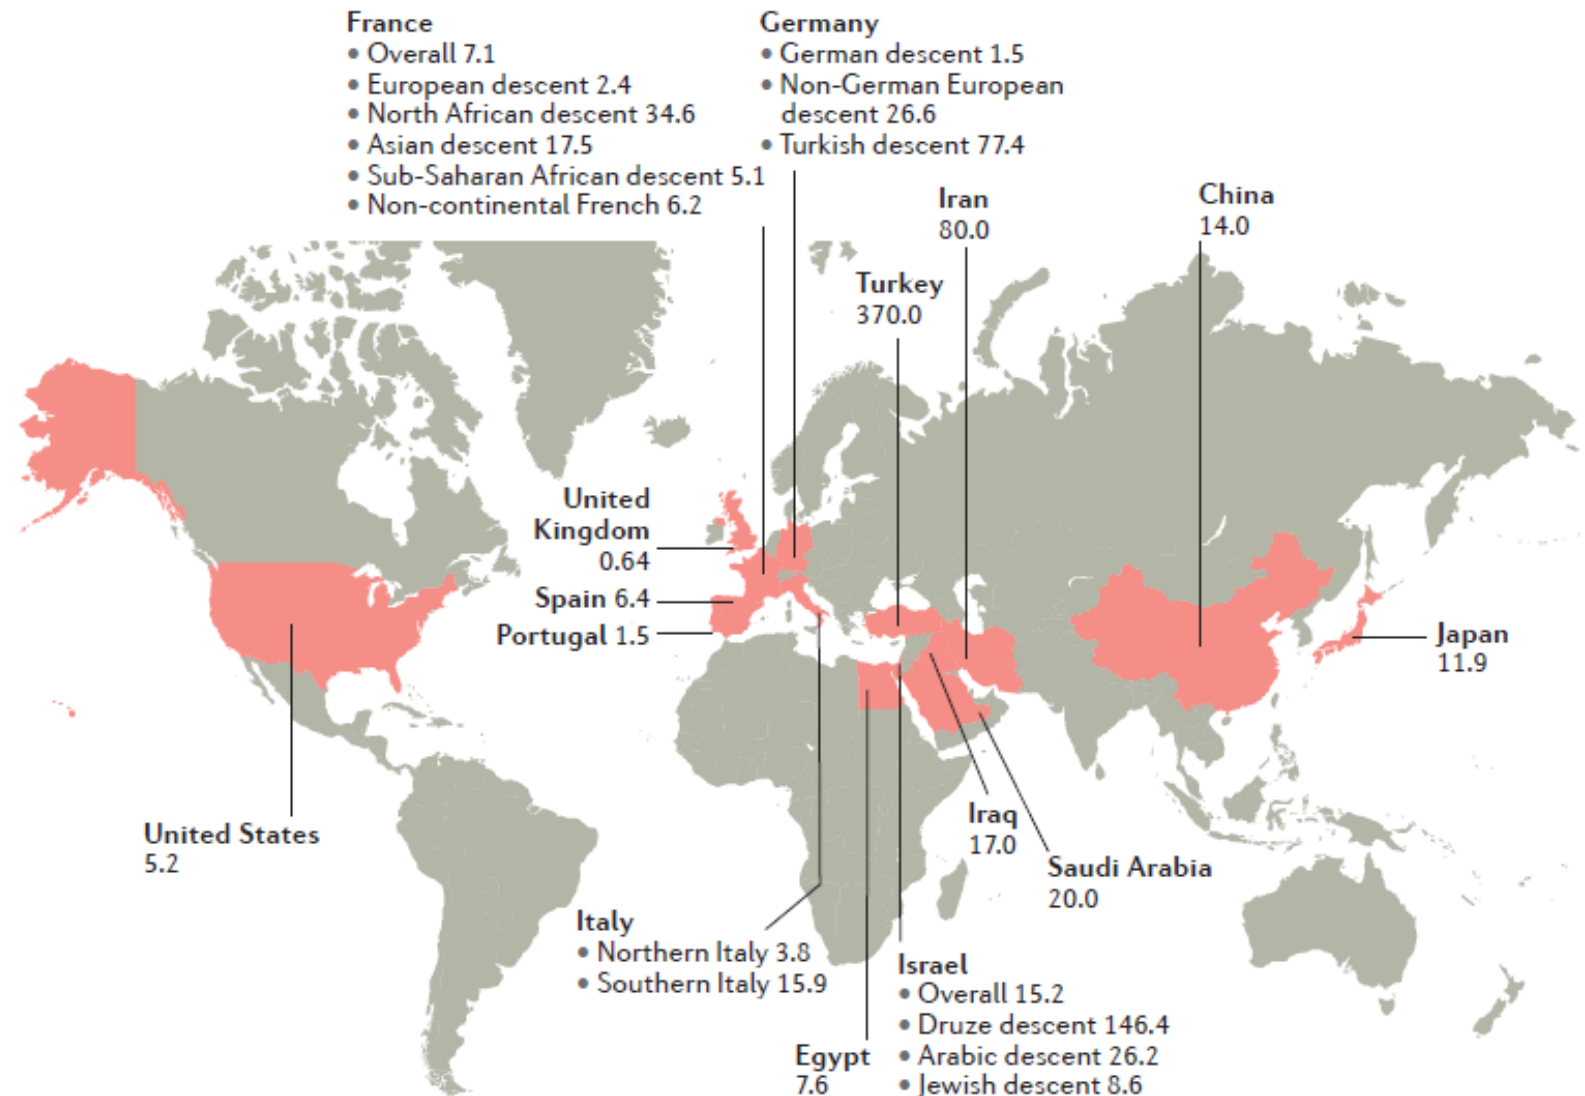 France
• Overall 7.1
• European descent 2.4
• North African descent 34.6
• Asian descent 17.5
• Sub-Saharan African descent 5.1
• Non-continental French 6.2
Germany
• German descent 1.5
• Non-German European
descent 26.6
• Turkish descent 77.4
Iran
80.0
China
14.0
Turkey
370.0
United
Kingdom
0.64
Spain 6.4
Portugal 1.5
Japan
11.9
United States
5.2
Iraq
17.0
Saudi Arabia
20.0
Italy
• Northern Italy 3.8
• Southern Italy 15.9
Israel
• Overall 15.2
• Druze descent 146.4
• Arabic descent 26.2
• Jewish descent 8.6
Egypt
7.6